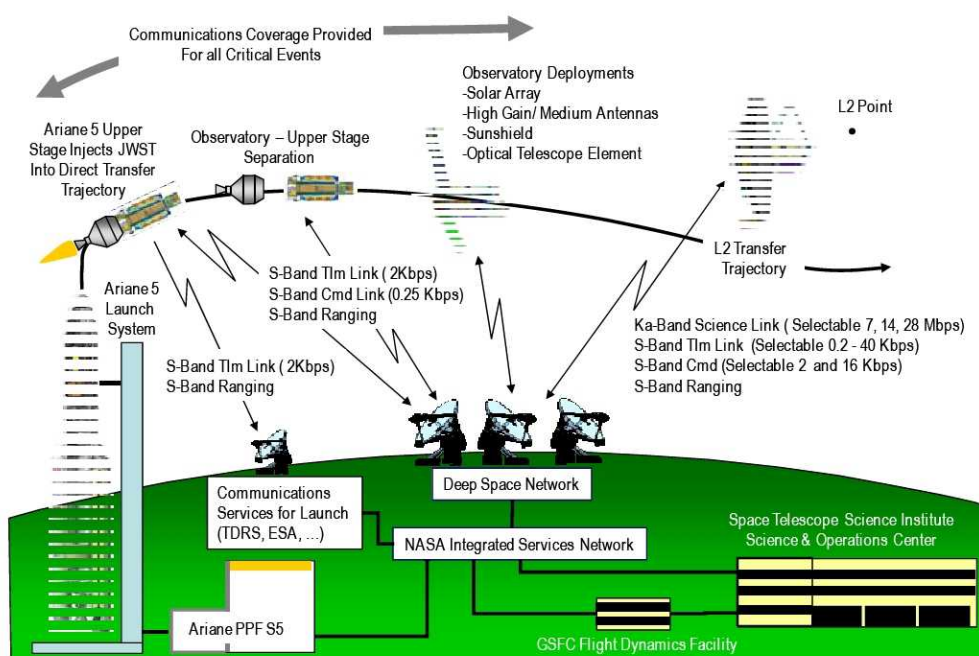 Communications Coverage Provided
For all Critical Events
Ariane 5 Upper
Stage Injects JWST
Into Direct Transfer
Trajectory
Observatory – Upper Stage
Separation
Observatory Deployments
-Solar Array
-High Gain/ Medium Antennas
-Sunshield
-Optical Telescope Element
L2 Point
L2 Transfer
Trajectory
Ariane 5
Launch
System
S-Band Tlm Link ( 2Kbps)
S-Band Cmd Link (0.25 Kbps)
S-Band Ranging
S-Band Tlm Link ( 2Kbps)
S-Band Ranging
Ka-Band Science Link ( Selectable 7, 14, 28 Mbps)
S-Band Tlm Link (Selectable 0.2 - 40 Kbps)
S-Band Cmd (Selectable 2 and 16 Kbps)
S-Band Ranging
Communications
Services for Launch
(TDRS, ESA, ...)
Deep Space Network
NASA Integrated Services Network
Space Telescope Science Institute
Science & Operations Center
Ariane PPF S5
GSFC Flight Dynamics Facility